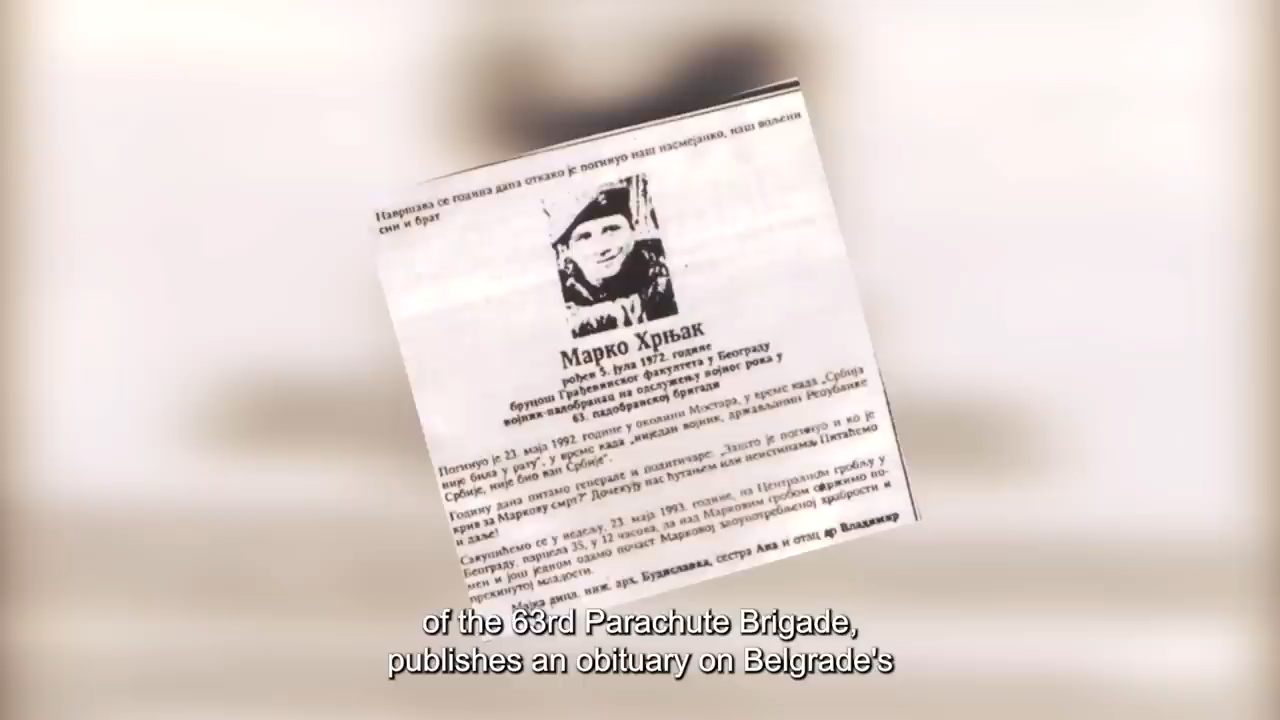 Навршава се година дана откако је погинуо наш насмејанко, наш вољени
син и брат
Марко Хрњак
рођен 5. јула 1972. године
бруцош Грађевинског факултета у Београду
војник-падобранац на одслужењу војног рока у
63. падобранској бригади
Погинуо је 23. маја 1992. године у околини Мостара, у време када „Србија
није била у рату", у време када „ниједан војник, држављанин Републике
Србије, није био ван Србије".
Годину дана питамо генерале и политичаре: „Зашто је погинуо и ко је
крив за Маркову смрт?" Дочекују нас ћутањем или неистинама. Питаћемо
и даље!
Сакупићемо се у недељу, 23. маја 1993. године, на Централном гробљу у
Београду, парцела 35, у 12 часова, да над Марковим гробом одржимо по-
мен и још једном одамо почаст Марковој злоупотребљеној храбрости и
прекинутој младости.
Мајка дипл. инж. арх. Будиславка, сестра Ана и отац др Владимир
of the 63rd Parachute Brigade,
publishes an obituary on Belgrade's